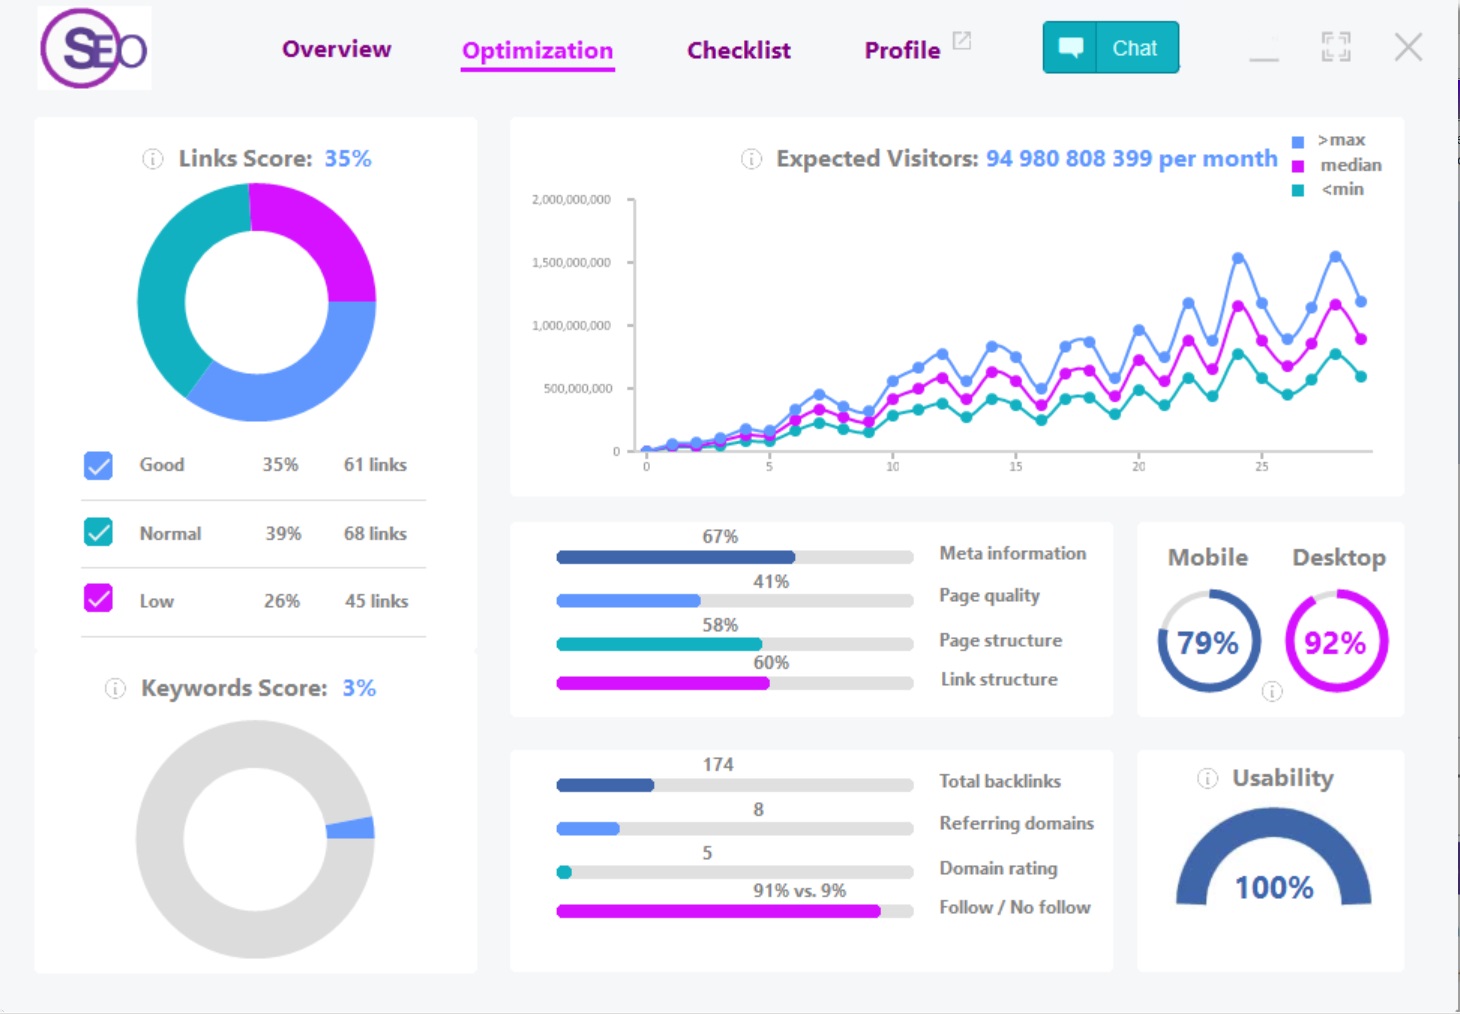 SEO
Overview
Optimization
Checklist
Profile
Chat
Links Score: 35%
Good 35% 61 links
Normal 39% 68 links
Low 26% 45 links
Keywords Score: 3%
Expected Visitors: 94 980 808 399 per month
>max
median
<min
2,000,000,000
1,500,000,000
1,000,000,000
500,000,000
0
0 5 10 15 20 25
67%
Meta information
41%
Page quality
58%
Page structure
60%
Link structure
Mobile Desktop
79% 92%
174
Total backlinks
8
Referring domains
5
Domain rating
91% vs. 9%
Follow / No follow
Usability
100%